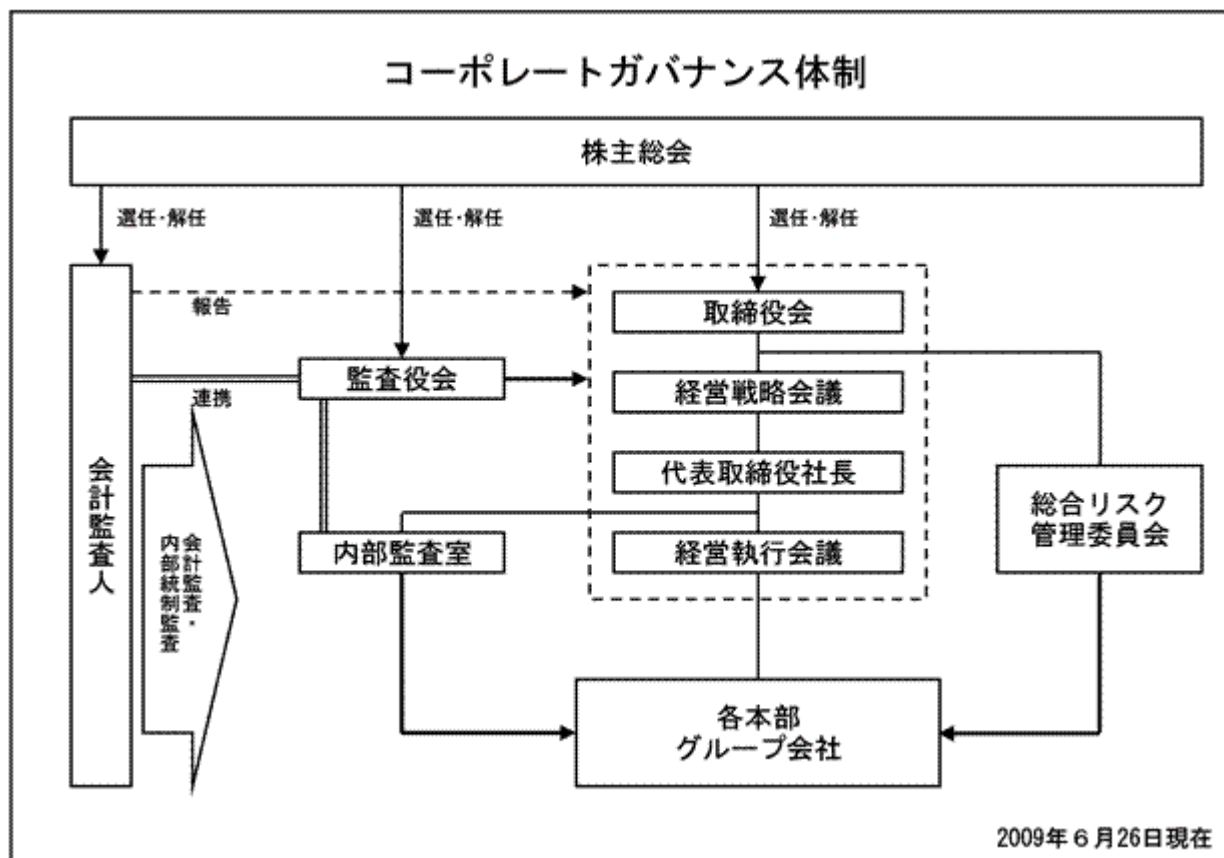 コーポレートガバナンス体制
株主総会
選任・解任
選任・解任
選任・解任
報告
取締役会
監査役会
経営戦略会議
連携
代表取締役社長
会計監査人
会計監査・
内部統制監査
総合リスク
管理委員会
内部監査室
経営執行会議
各本部
グループ会社
2009年６月26日現在